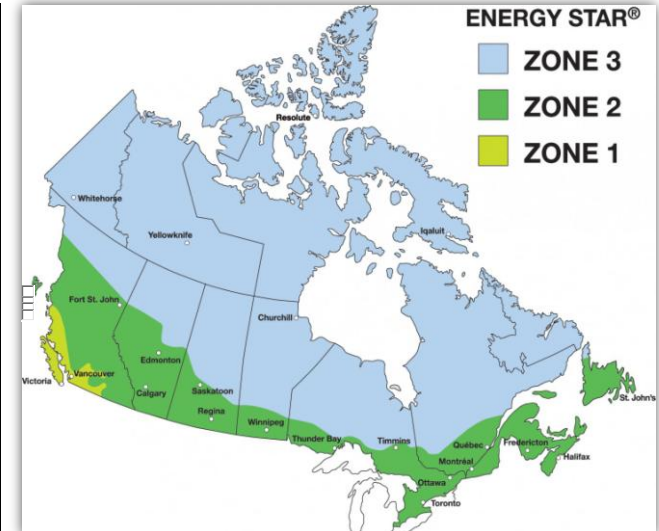 ENERGY STAR®
ZONE 3
ZONE 2
ZONE 1
Resolute
Whitehorse
Yellowknife
Iqaluit
Fort St. John
Churchill
Edmonton
Vancouver
Victoria
Calgary
Saskatoon
Regina
Winnipeg
Thunder Bay
Timmins
Québec
Fredericton
St. John's
Montréal
Halifax
Ottawa
Toronto